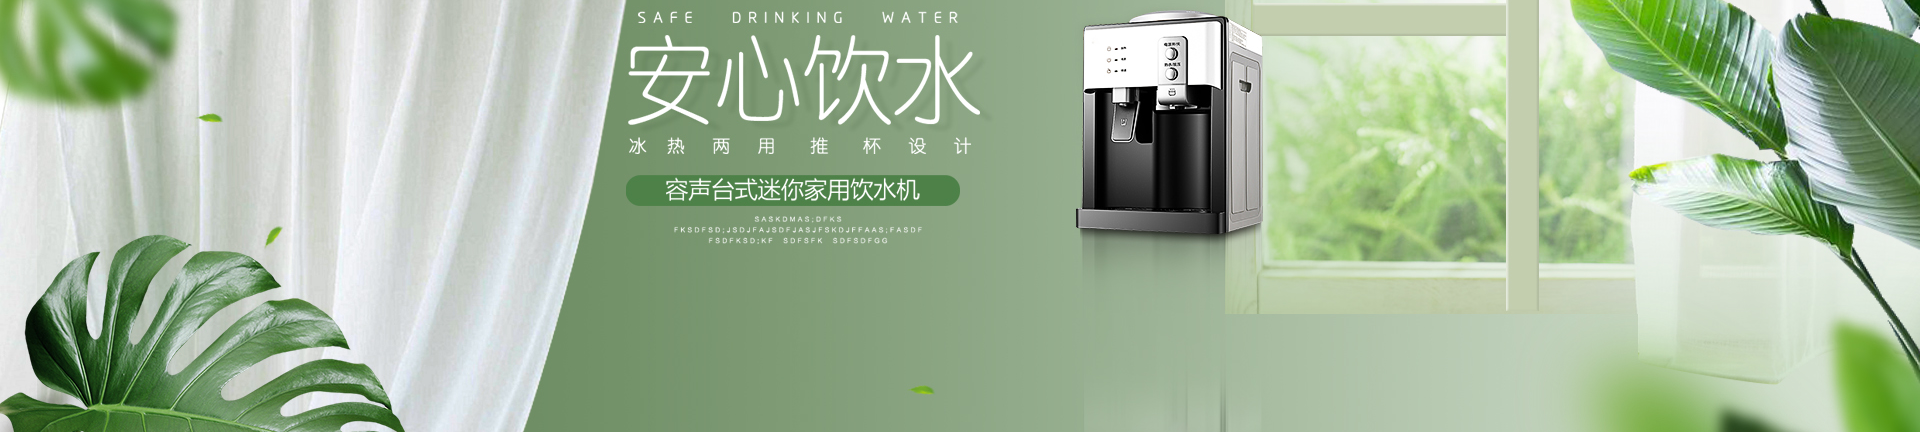 SAFE DRINKING WATER
安心饮水
冰热两用推杯设计
容声台式迷你家用饮水机
SASKDMAS;DFKS
FKSDFSD;JSDJFAJSDFJASJFSKDJFFAAS;FASDF
FSDFKSD;KF SDFSFK SDFSDFGG